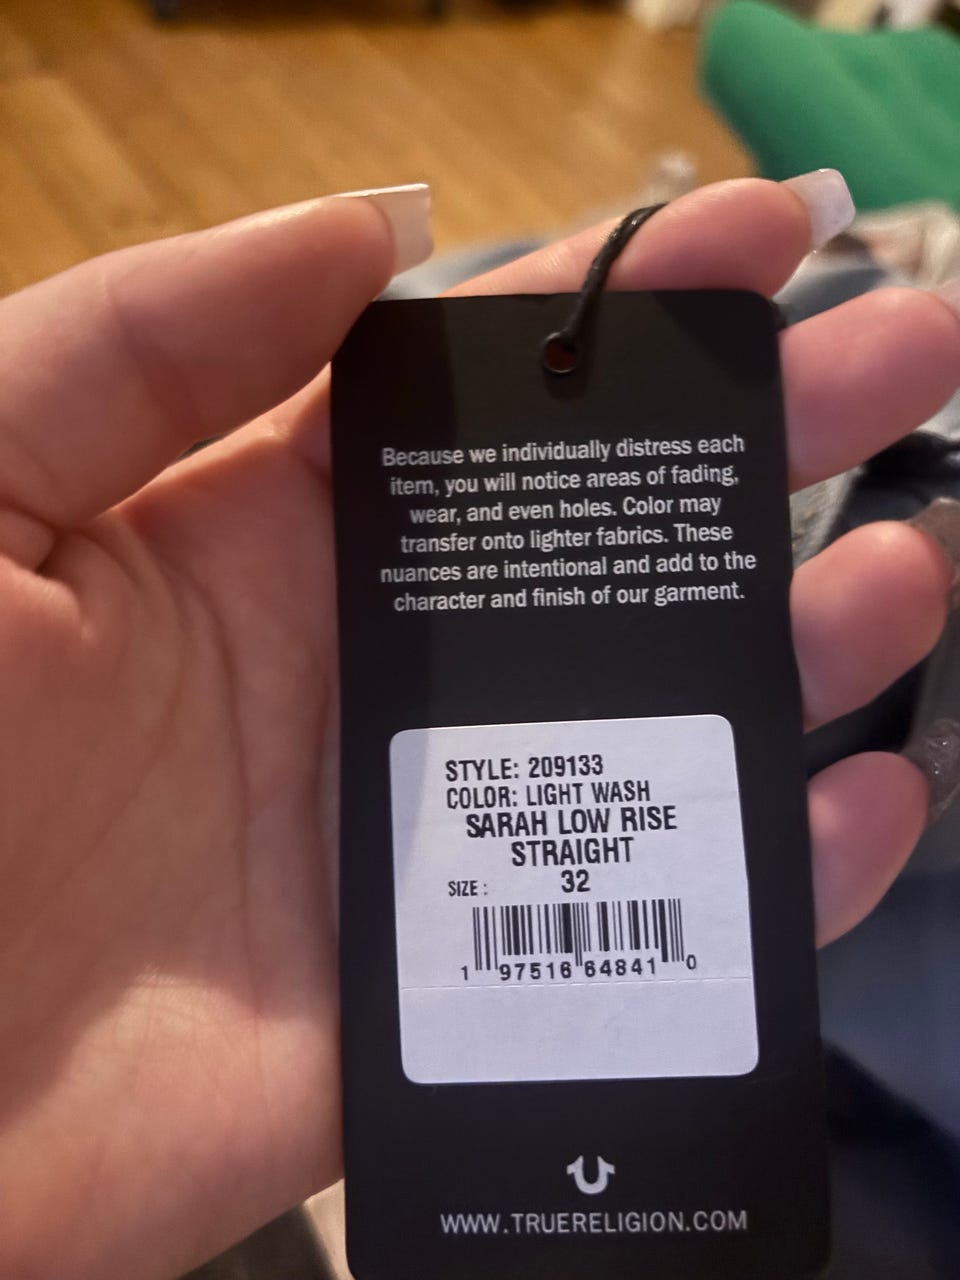 Because we individually distress each
item, you will notice areas of fading,
wear, and even holes. Color may
transfer onto lighter fabrics. These
nuances are intentional and add to the
character and finish of our garment.
STYLE: 209133
COLOR: LIGHT WASH
SARAH LOW RISE
STRAIGHT
SIZE : 32
1 97516 64841 0
WWW.TRUERELIGION.COM